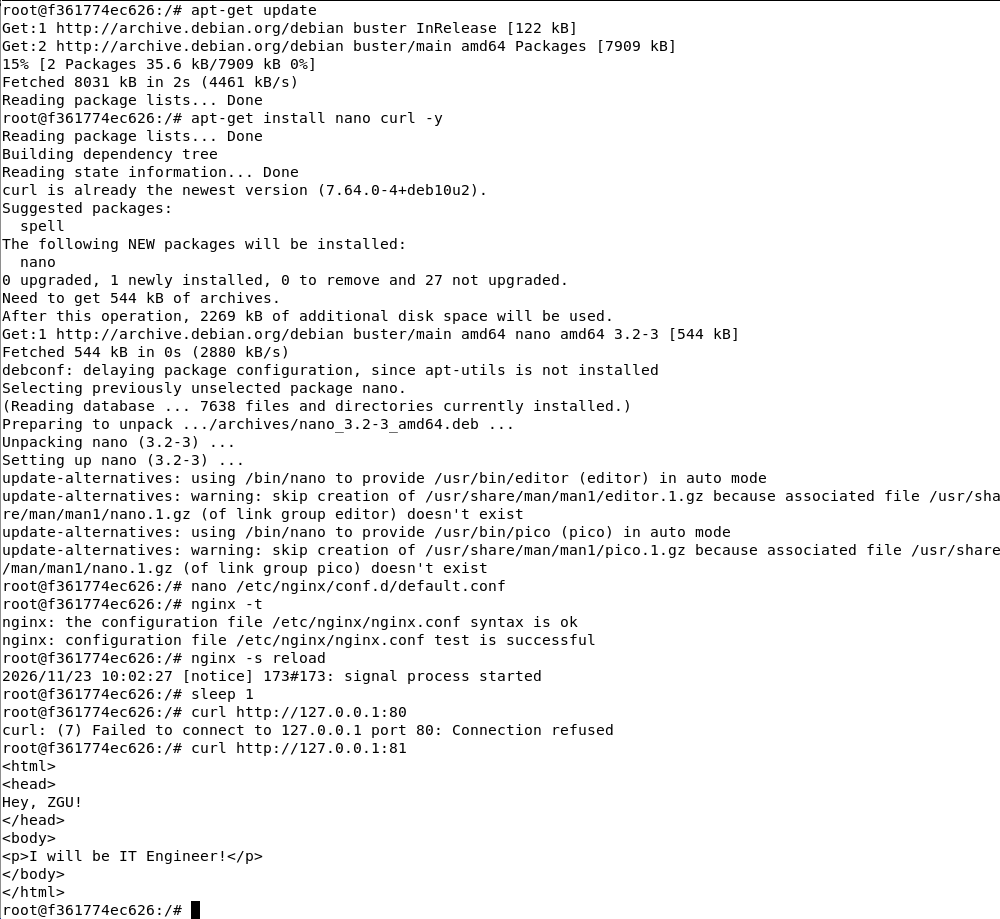 root@f361774ec626:/# apt-get update
Get:1 http://archive.debian.org/debian buster InRelease [122 kB]
Get:2 http://archive.debian.org/debian buster/main amd64 Packages [7909 kB]
15% [2 Packages 35.6 kB/7909 kB 0%]
Fetched 8031 kB in 2s (4461 kB/s)
Reading package lists... Done
root@f361774ec626:/# apt-get install nano curl -y
Reading package lists... Done
Building dependency tree
Reading state information... Done
curl is already the newest version (7.64.0-4+deb10u2).
Suggested packages:
  spell
The following NEW packages will be installed:
  nano
0 upgraded, 1 newly installed, 0 to remove and 27 not upgraded.
Need to get 544 kB of archives.
After this operation, 2269 kB of additional disk space will be used.
Get:1 http://archive.debian.org/debian buster/main amd64 nano amd64 3.2-3 [544 kB]
Fetched 544 kB in 0s (2880 kB/s)
debconf: delaying package configuration, since apt-utils is not installed
Selecting previously unselected package nano.
(Reading database ... 7638 files and directories currently installed.)
Preparing to unpack .../archives/nano_3.2-3_amd64.deb ...
Unpacking nano (3.2-3) ...
Setting up nano (3.2-3) ...
update-alternatives: using /bin/nano to provide /usr/bin/editor (editor) in auto mode
update-alternatives: warning: skip creation of /usr/share/man/man1/editor.1.gz because associated file /usr/sha
re/man/man1/nano.1.gz (of link group editor) doesn't exist
update-alternatives: using /bin/nano to provide /usr/bin/pico (pico) in auto mode
update-alternatives: warning: skip creation of /usr/share/man/man1/pico.1.gz because associated file /usr/share
/man/man1/nano.1.gz (of link group pico) doesn't exist
root@f361774ec626:/# nano /etc/nginx/conf.d/default.conf
root@f361774ec626:/# nginx -t
nginx: the configuration file /etc/nginx/nginx.conf syntax is ok
nginx: configuration file /etc/nginx/nginx.conf test is successful
root@f361774ec626:/# nginx -s reload
2026/11/23 10:02:27 [notice] 173#173: signal process started
root@f361774ec626:/# sleep 1
root@f361774ec626:/# curl http://127.0.0.1:80
curl: (7) Failed to connect to 127.0.0.1 port 80: Connection refused
root@f361774ec626:/# curl http://127.0.0.1:81
<html>
<head>
Hey, ZGU!
</head>
<body>
<p>I will be IT Engineer!</p>
</body>
</html>
root@f361774ec626:/#